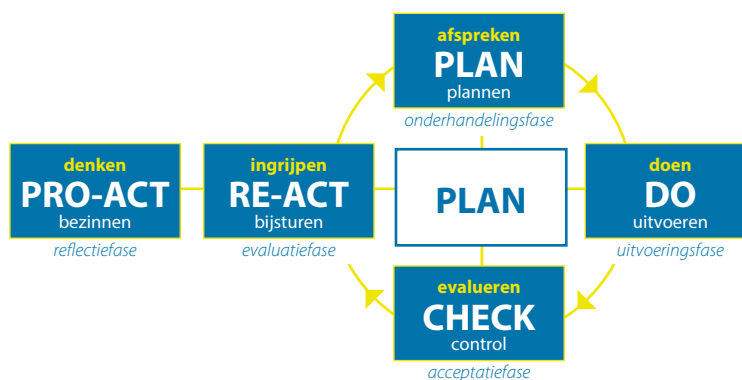 afspreken
PLAN
plannen
onderhandelingsfase
denken
PRO-ACT
bezinnen
reflectiefase
ingrijpen
RE-ACT
bijsturen
evaluatiefase
PLAN
doen
DO
uitvoeren
uitvoeringsfase
evalueren
CHECK
control
acceptatiefase